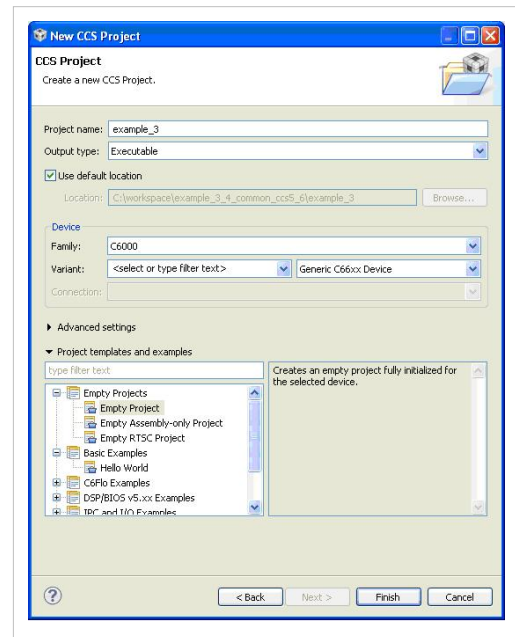 New CCS Project
CCS Project
Create a new CCS Project.
Project name: example_3
Output type: Executable
Use default location
Location: C:\workspace\example_3_4_common_ccs5_6\example_3 Browse...
Device
Family: C6000
Variant: <select or type filter text> Generic C66xx Device
Connection:
Advanced settings
Project templates and examples
type filter text
Creates an empty project fully initialized for
the selected device.
Empty Projects
Empty Project
Empty Assembly-only Project
Empty RTSC Project
Basic Examples
Hello World
C6Flo Examples
DSP/BIOS v5.xx Examples
IPC and I/O Examples
? < Back Next > Finish Cancel